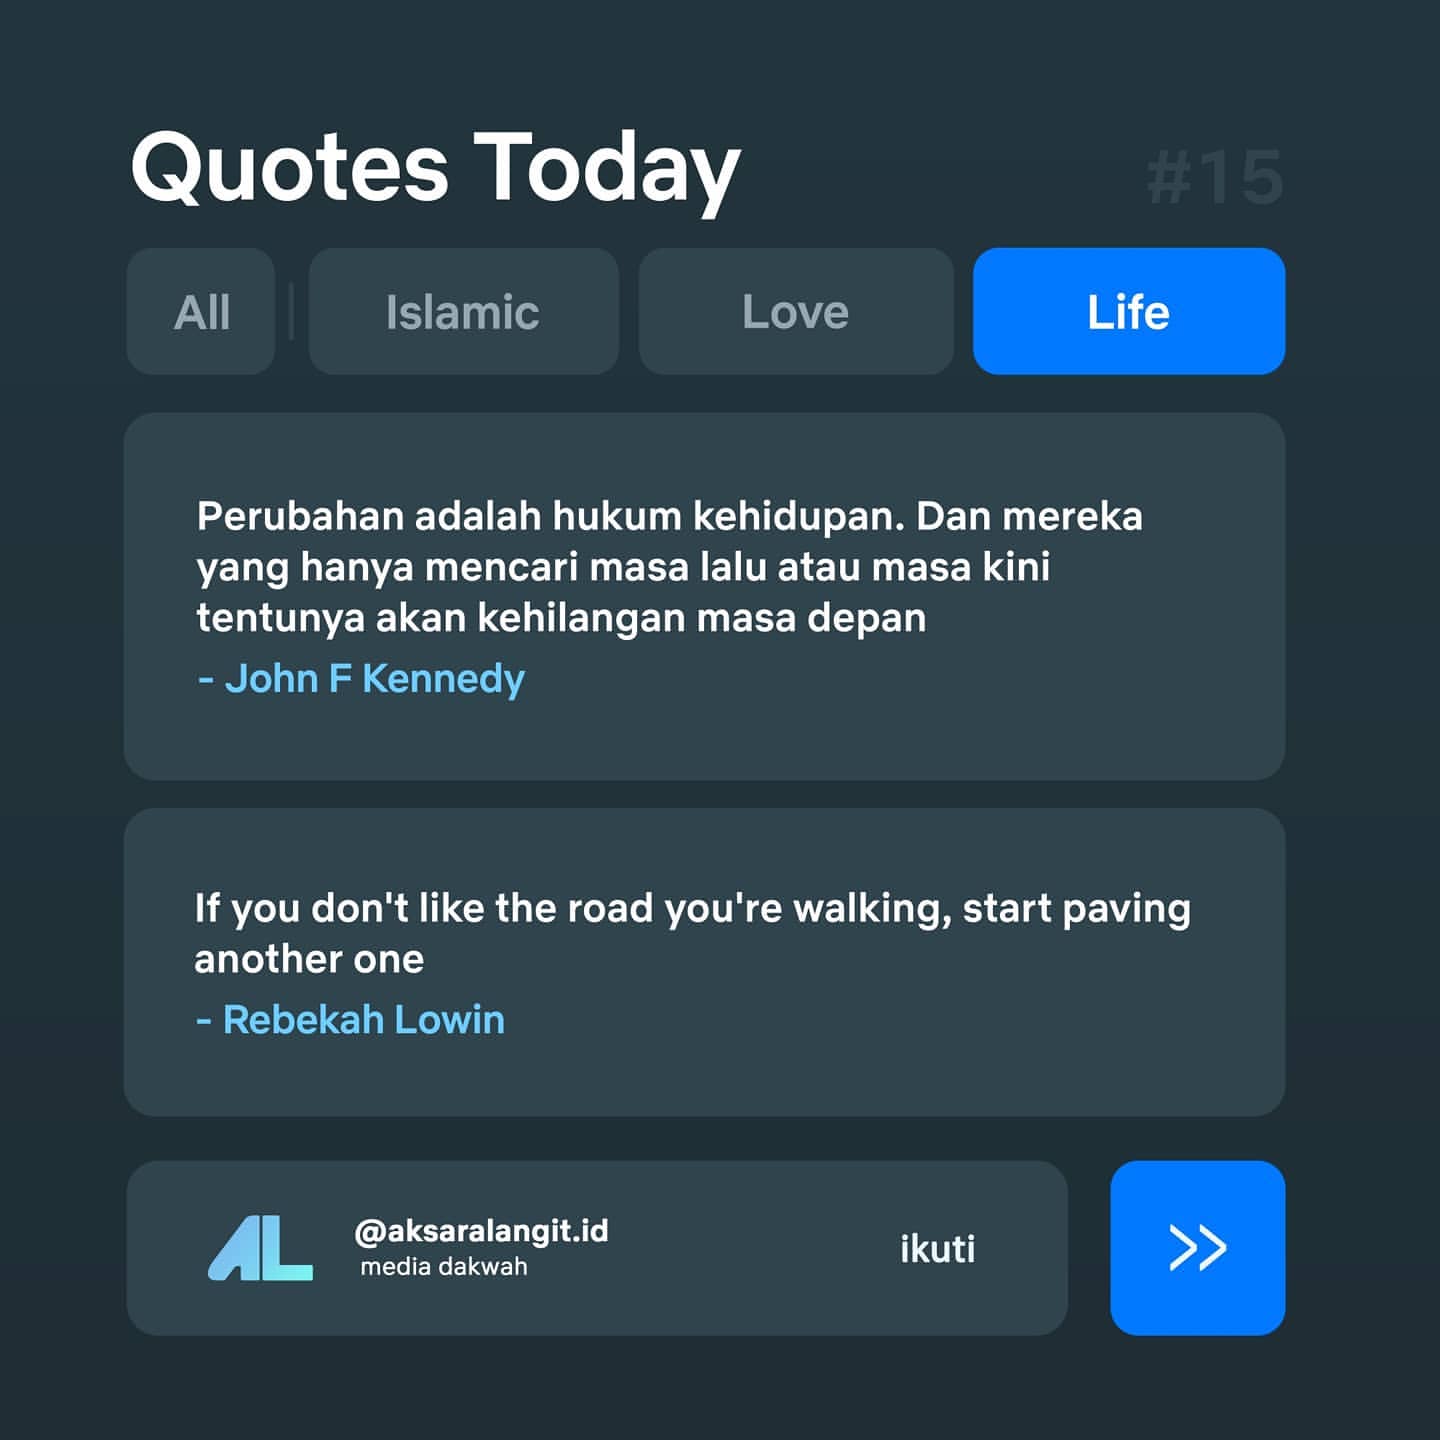 Quotes Today
#15
All
Islamic
Love
Life
Perubahan adalah hukum kehidupan. Dan mereka
yang hanya mencari masa lalu atau masa kini
tentunya akan kehilangan masa depan
- John F Kennedy
If you don't like the road you're walking, start paving
another one
- Rebekah Lowin
AL
@aksaralangit.id
media dakwah
ikuti
>>